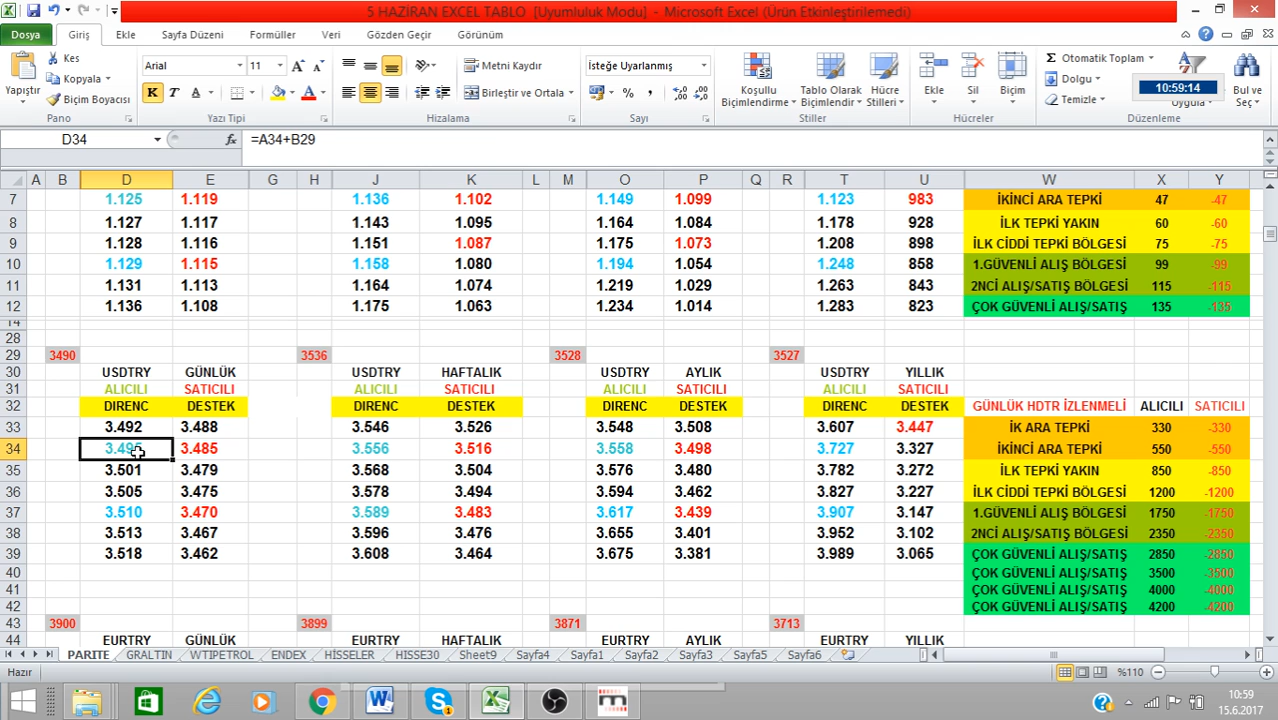 5 HAZİRAN EXCEL TABLO [Uyumluluk Modu] - Microsoft Excel (Ürün Etkinleştirilemedi)
Dosya Giriş Ekle Sayfa Düzeni Formüller Veri Gözden Geçir Görünüm
Yapıştır Kes Kopyala Biçim Boyacısı Pano
Arial 11 K T A A A Yazı Tipi
Metni Kaydır Birleştir ve Ortala Hizalama
İsteğe Uyarlanmış % , Sayı
Koşullu Biçimlendirme Tablo Olarak Biçimlendir Hücre Stilleri Stiller
Ekle Sil Biçim Hücreler
Otomatik Toplam Dolgu Temizle Uygula Bul ve Seç Düzenleme
10:59:14
D34 fx =A34+B29
A B D E G H J K L M O P Q R T U W X Y
7 1.125 1.119 1.136 1.102 1.149 1.099 1.123 983 İKİNCİ ARA TEPKİ 47 -47
8 1.127 1.117 1.143 1.095 1.164 1.084 1.178 928 İLK TEPKİ YAKIN 60 -60
9 1.128 1.116 1.151 1.087 1.175 1.073 1.208 898 İLK CİDDİ TEPKİ BÖLGESİ 75 -75
10 1.129 1.115 1.158 1.080 1.194 1.054 1.248 858 1.GÜVENLİ ALIŞ BÖLGESİ 99 -99
11 1.131 1.113 1.164 1.074 1.219 1.029 1.263 843 2NCİ ALIŞ/SATIŞ BÖLGESİ 115 -115
12 1.136 1.108 1.175 1.063 1.234 1.014 1.283 823 ÇOK GÜVENLİ ALIŞ/SATIŞ 135 -135
14
28
29 3490 3536 3528 3527
30 USDTRY GÜNLÜK USDTRY HAFTALIK USDTRY AYLIK USDTRY YILLIK
31 ALICILI SATICILI ALICILI SATICILI ALICILI SATICILI ALICILI SATICILI
32 DIRENC DESTEK DIRENC DESTEK DIRENC DESTEK DIRENC DESTEK GÜNLÜK HDTR İZLENMELİ ALICILI SATICILI
33 3.492 3.488 3.546 3.526 3.548 3.508 3.607 3.447 İK ARA TEPKİ 330 -330
34 3.495 3.485 3.556 3.516 3.558 3.498 3.727 3.327 İKİNCİ ARA TEPKİ 550 -550
35 3.501 3.479 3.568 3.504 3.576 3.480 3.782 3.272 İLK TEPKİ YAKIN 850 -850
36 3.505 3.475 3.578 3.494 3.594 3.462 3.827 3.227 İLK CİDDİ TEPKİ BÖLGESİ 1200 -1200
37 3.510 3.470 3.589 3.483 3.617 3.439 3.907 3.147 1.GÜVENLİ ALIŞ BÖLGESİ 1750 -1750
38 3.513 3.467 3.596 3.476 3.655 3.401 3.952 3.102 2NCİ ALIŞ/SATIŞ BÖLGESİ 2350 -2350
39 3.518 3.462 3.608 3.464 3.675 3.381 3.989 3.065 ÇOK GÜVENLİ ALIŞ/SATIŞ 2850 -2850
40 ÇOK GÜVENLİ ALIŞ/SATIŞ 3500 -3500
41 ÇOK GÜVENLİ ALIŞ/SATIŞ 4000 -4000
42 ÇOK GÜVENLİ ALIŞ/SATIŞ 4200 -4200
43 3900 3899 3871 3713
44 EURTRY GÜNLÜK EURTRY HAFTALIK EURTRY AYLIK EURTRY YILLIK
PARITE GRALTIN WTIPETROL ENDEX HİSSELER HISSE30 Sheet9 Sayfa4 Sayfa1 Sayfa2 Sayfa3 Sayfa5 Sayfa6
Hazır %110
10:59
15.6.2017